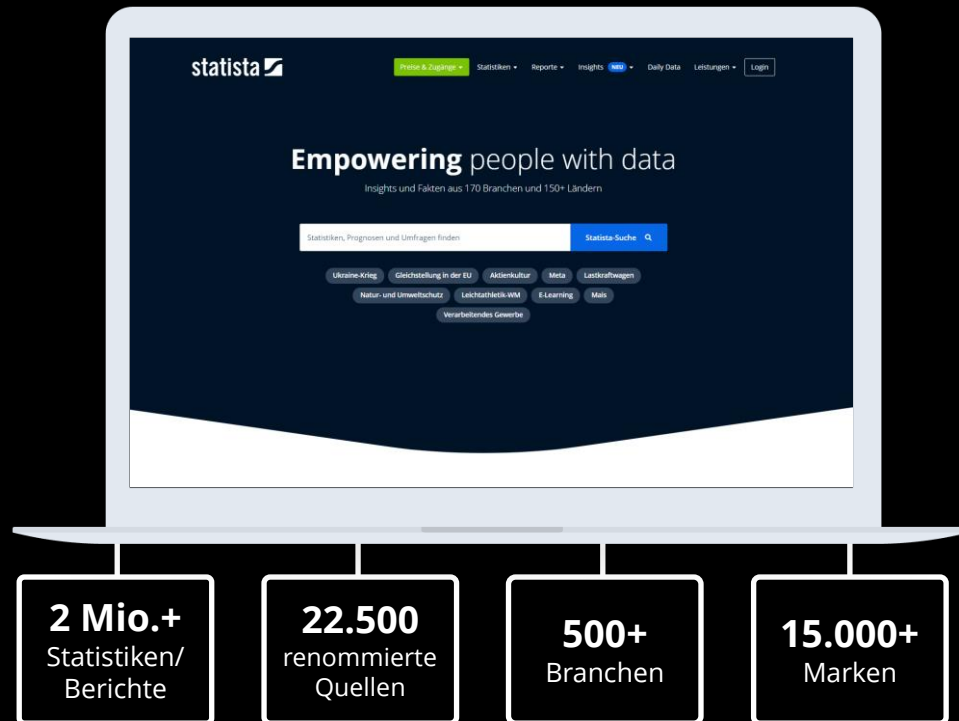 statista
Preise & Zugänge Statistiken Reporte Insights NEU Daily Data Leistungen Login
Empowering people with data
Insights und Fakten aus 170 Branchen und 150+ Ländern
Statistiken, Prognosen und Umfragen finden Statista-Suche
Ukraine-Krieg Gleichstellung in der EU Aktienkultur Meta Lastkraftwagen
Natur- und Umweltschutz Leichtathletik-WM E-Learning Mais
Verarbeitendes Gewerbe
2 Mio.+
Statistiken/
Berichte
22.500
renommierte
Quellen
500+
Branchen
15.000+
Marken